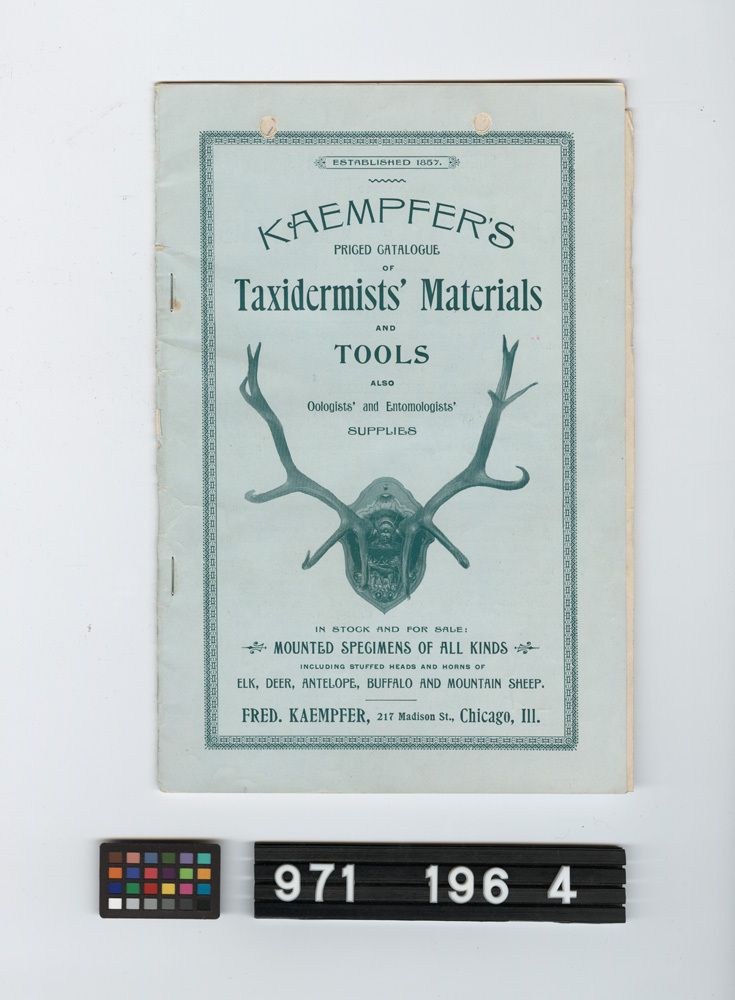 ESTABLISHED 1857.
KAEMPFER'S
PRICED CATALOGUE
OF
Taxidermists' Materials
AND
TOOLS
ALSO
Oologists' and Entomologists'
SUPPLIES
IN STOCK AND FOR SALE:
MOUNTED SPECIMENS OF ALL KINDS
INCLUDING STUFFED HEADS AND HORNS OF
ELK, DEER, ANTELOPE, BUFFALO AND MOUNTAIN SHEEP.
FRED. KAEMPFER, 217 Madison St., Chicago, Ill.
971 196 4